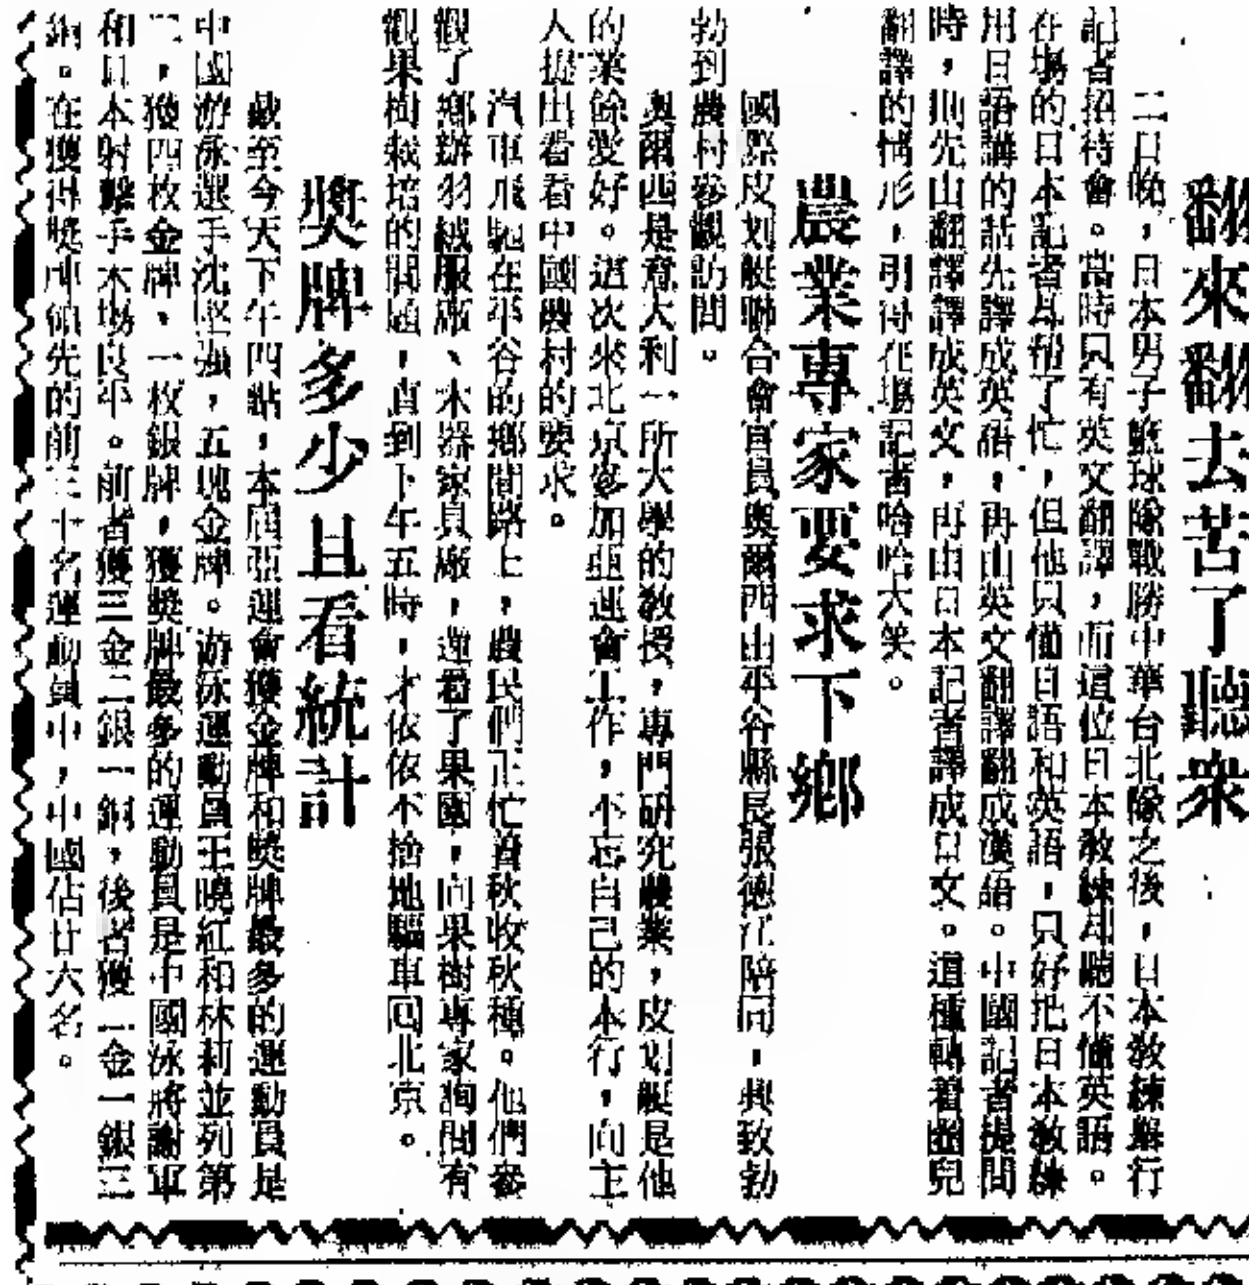 翻來翻去苦了聽衆
二日晚，日本男子籃球隊戰勝中華台北隊之後，日本敎練舉行
記者招待會。當時只有英文翻譯，而這位日本敎練却聽不懂英語。
在場的日本記者互幫了忙，但他只懂日語和英語，只好把日本敎練
用日語講的話先譯成英語，再由英文翻譯翻成漢語。中國記者提問
時，則先由翻譯譯成英文，再由日本記者譯成日文。這種轉着圈兒
翻譯的情形，引得在場記者哈哈大笑。
農業專家要求下鄉
國際皮划艇聯合會官員奧爾西由平谷縣長張德江陪同，興致勃
勃到農村參觀訪問。
奧爾西是意大利一所大學的敎授，專門硏究農業，皮划艇是他
的業餘愛好。這次來北京參加亞運會工作，不忘自己的本行，向主
人提出看看中國農村的要求。
汽車飛馳在平谷的鄉間路上，農民們正忙着秋收秋種。他們參
觀了鄉辦羽絨服廠、木器家具廠，還看了果園，向果樹專家詢問有
觀果樹栽培的問題，直到下午五時，才依依不捨地驅車回北京。
奬牌多少且看統計
截至今天下午四點，本屆亞運會獲金牌和奬牌最多的運動員是
中國游泳選手沈堅强，五塊金牌。游泳運動員王曉紅和林莉並列第
二，獲四枚金牌、一枚銀牌，獲奬牌最多的運動員是中國泳將謝軍
和日本射擊手木場良平。前者獲三金二銀一銅，後者獲一金一銀三
銅。在獲得奬牌領先的前三十名運動員中，中國佔廿六名。